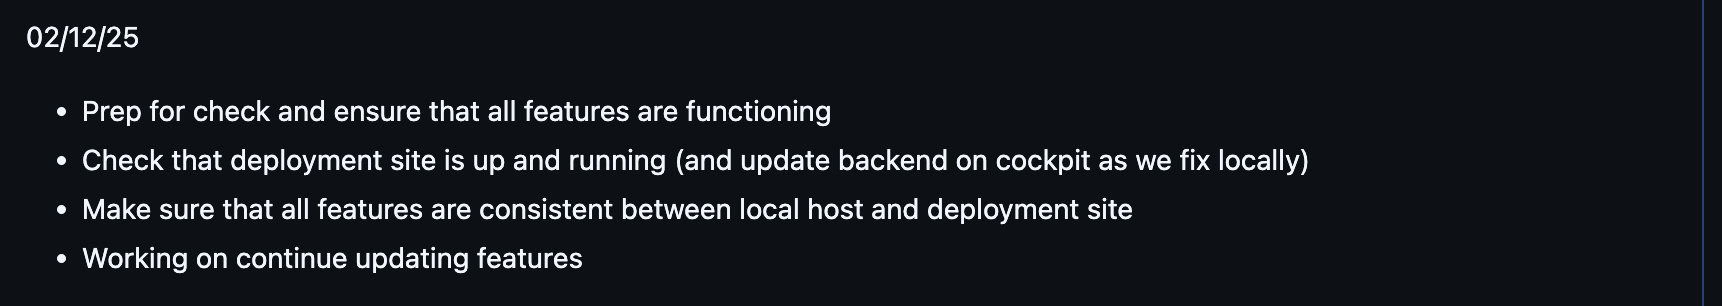 02/12/25
• Prep for check and ensure that all features are functioning
• Check that deployment site is up and running (and update backend on cockpit as we fix locally)
• Make sure that all features are consistent between local host and deployment site
• Working on continue updating features